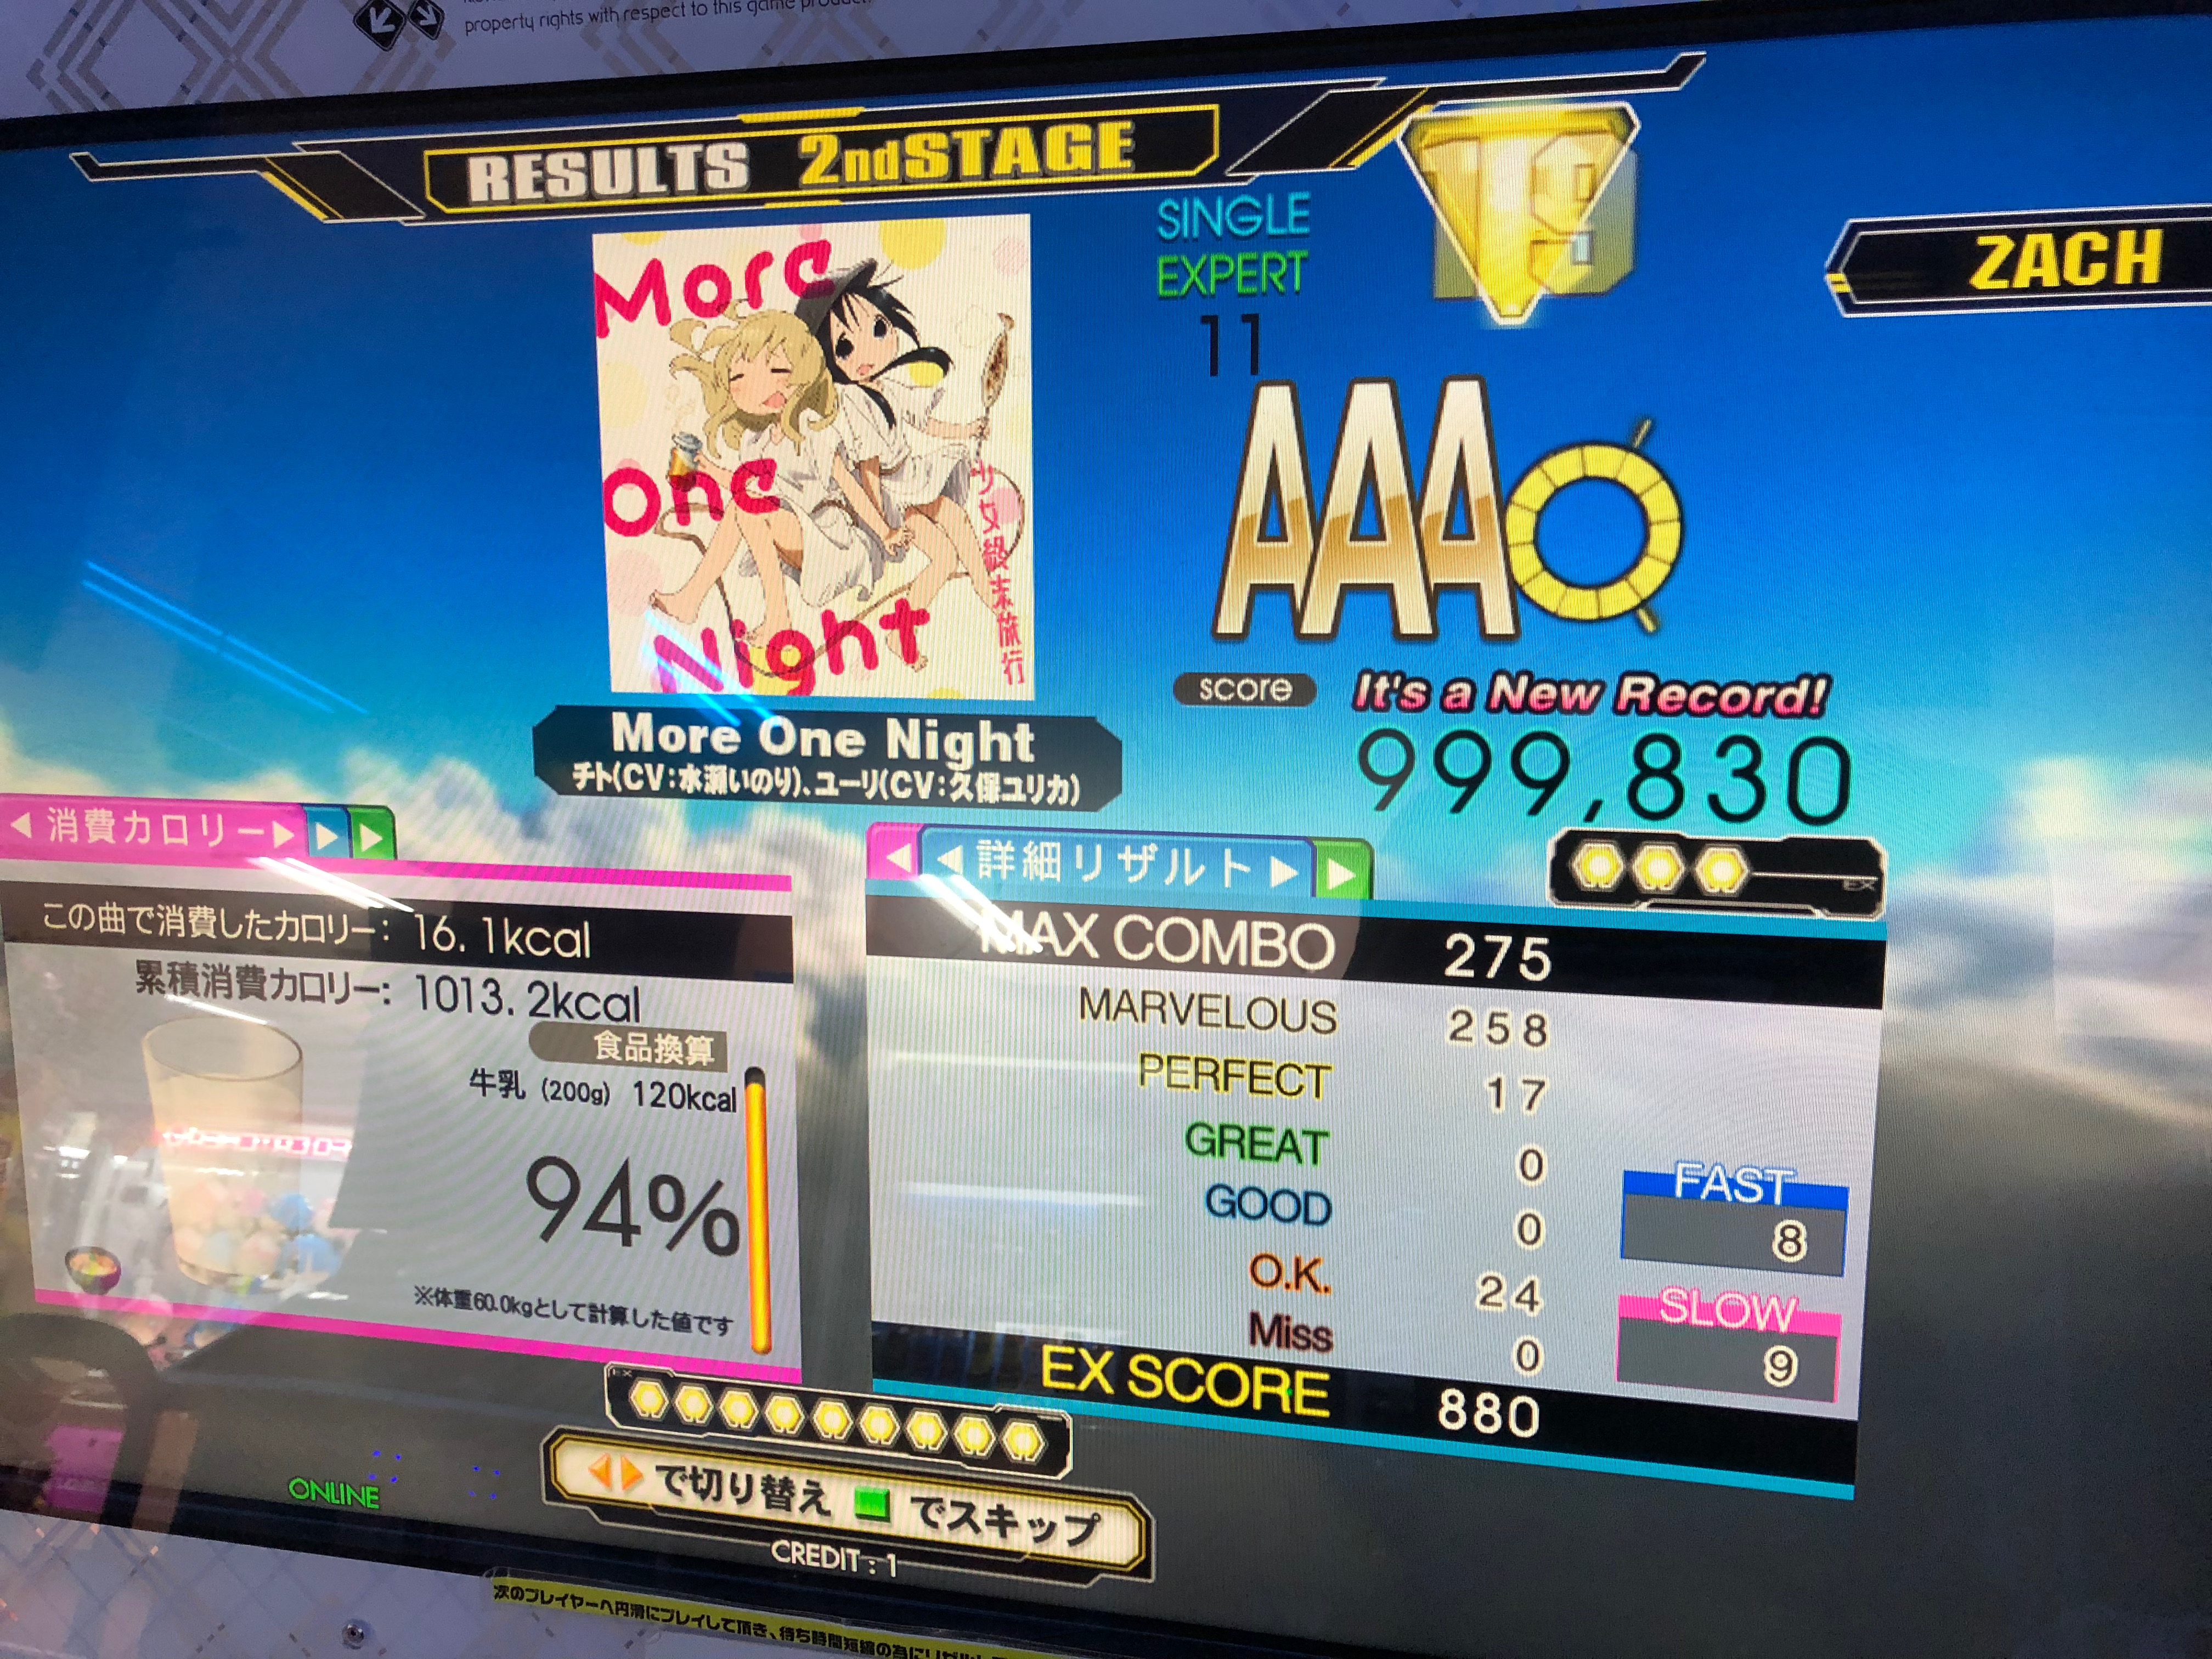 property rights with respect to this game product
RESULTS 2ndSTAGE
SINGLE
EXPERT
11
ZACH
More
One
Night
少女終末旅行
AAA
More One Night
チト(CV:水瀬いのり)、ユーリ(CV:久保ユリカ)
score
It's a New Record!
999,830
EX
消費カロリー
この曲で消費したカロリー: 16.1kcal
累積消費カロリー: 1013.2kcal
食品換算
牛乳 (200g) 120kcal
94%
※体重60.0kgとして計算した値です
詳細リザルト
MAX COMBO 275
MARVELOUS 258
PERFECT 17
GREAT 0
GOOD 0
O.K. 24
Miss 0
EX SCORE 880
FAST
8
SLOW
9
EX
で切り替え でスキップ
ONLINE
CREDIT : 1
次のプレイヤーへ円滑にプレイして頂き、待ち時間短縮の為に